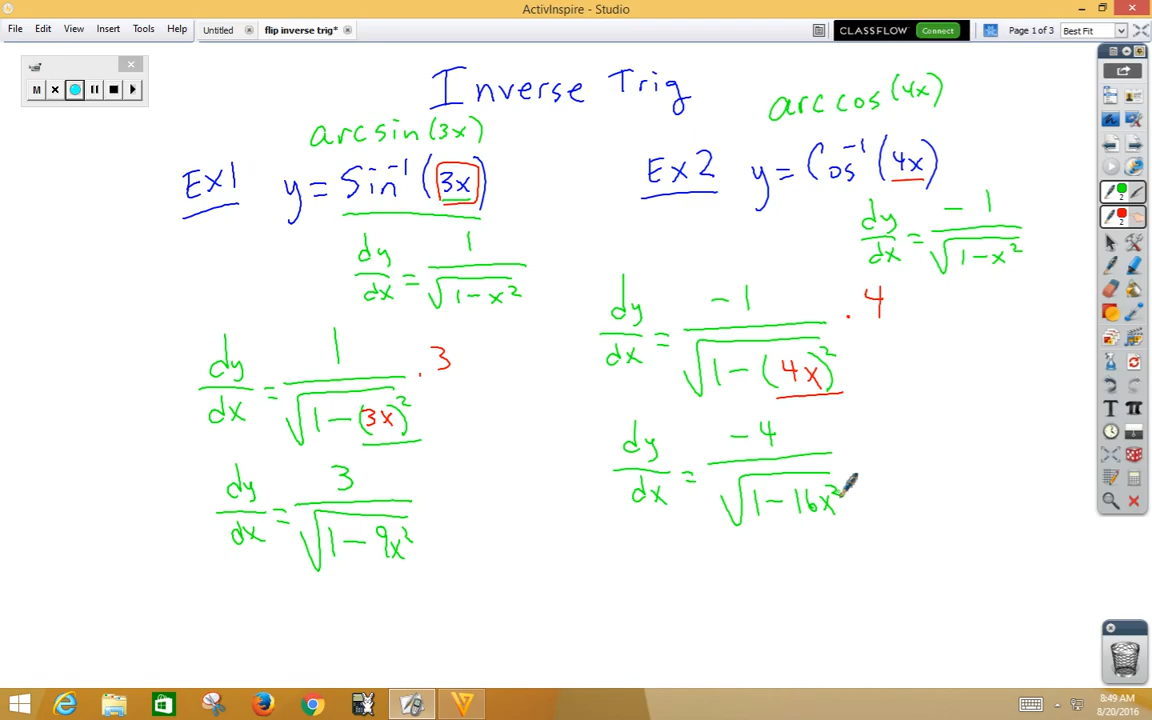 ActivInspire - Studio
File Edit View Insert Tools Help Untitled flip inverse trig* CLASSFLOW Connect Page 1 of 3 Best Fit
M
Inverse Trig
arcsin (3x)
Ex1 y = Sin⁻¹ (3x)
dy/dx = 1/√(1-x²)
dy/dx = 1/√(1-(3x)²) . 3
dy/dx = 3/√(1-9x²)
arccos (4x)
Ex2 y = Cos⁻¹ (4x)
dy/dx = -1/√(1-x²)
dy/dx = -1/√(1-(4x)²) . 4
dy/dx = -4/√(1-16x²)
2
2
T π
8:49 AM
8/20/2016